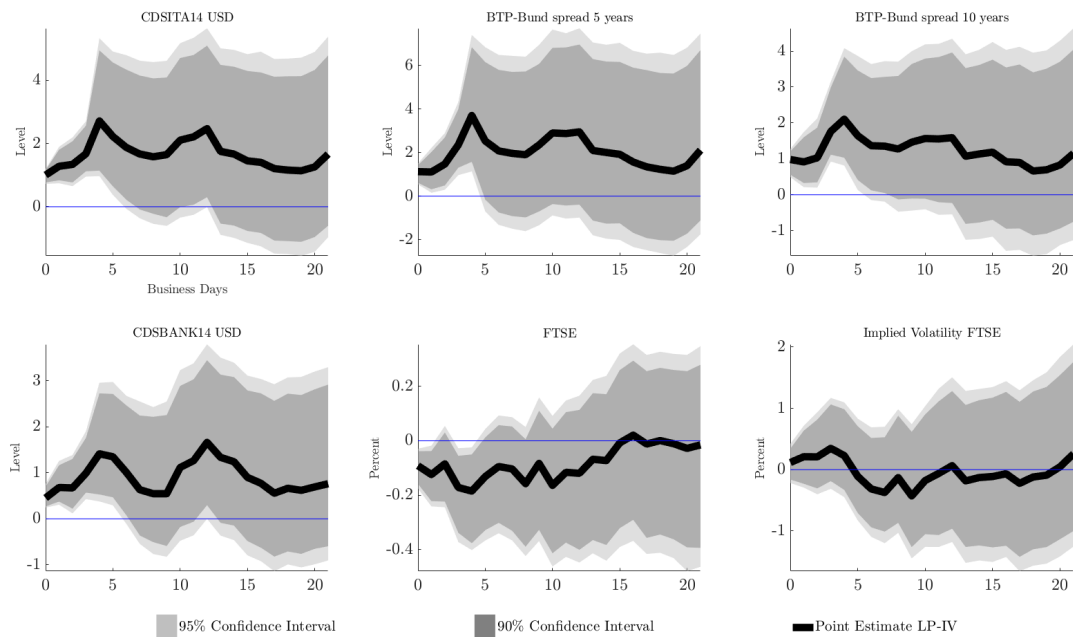 CDSITA14 USD
BTP-Bund spread 5 years
BTP-Bund spread 10 years
Level
4
2
0
0 5 10 15 20
Business Days
Level
6
4
2
0
-2
0 5 10 15 20
Level
4
3
2
1
0
-1
0 5 10 15 20
CDSBANK14 USD
FTSE
Implied Volatility FTSE
Level
3
2
1
0
-1
0 5 10 15 20
Percent
0.2
0
-0.2
-0.4
0 5 10 15 20
Percent
2
1
0
-1
0 5 10 15 20
95% Confidence Interval
90% Confidence Interval
Point Estimate LP-IV